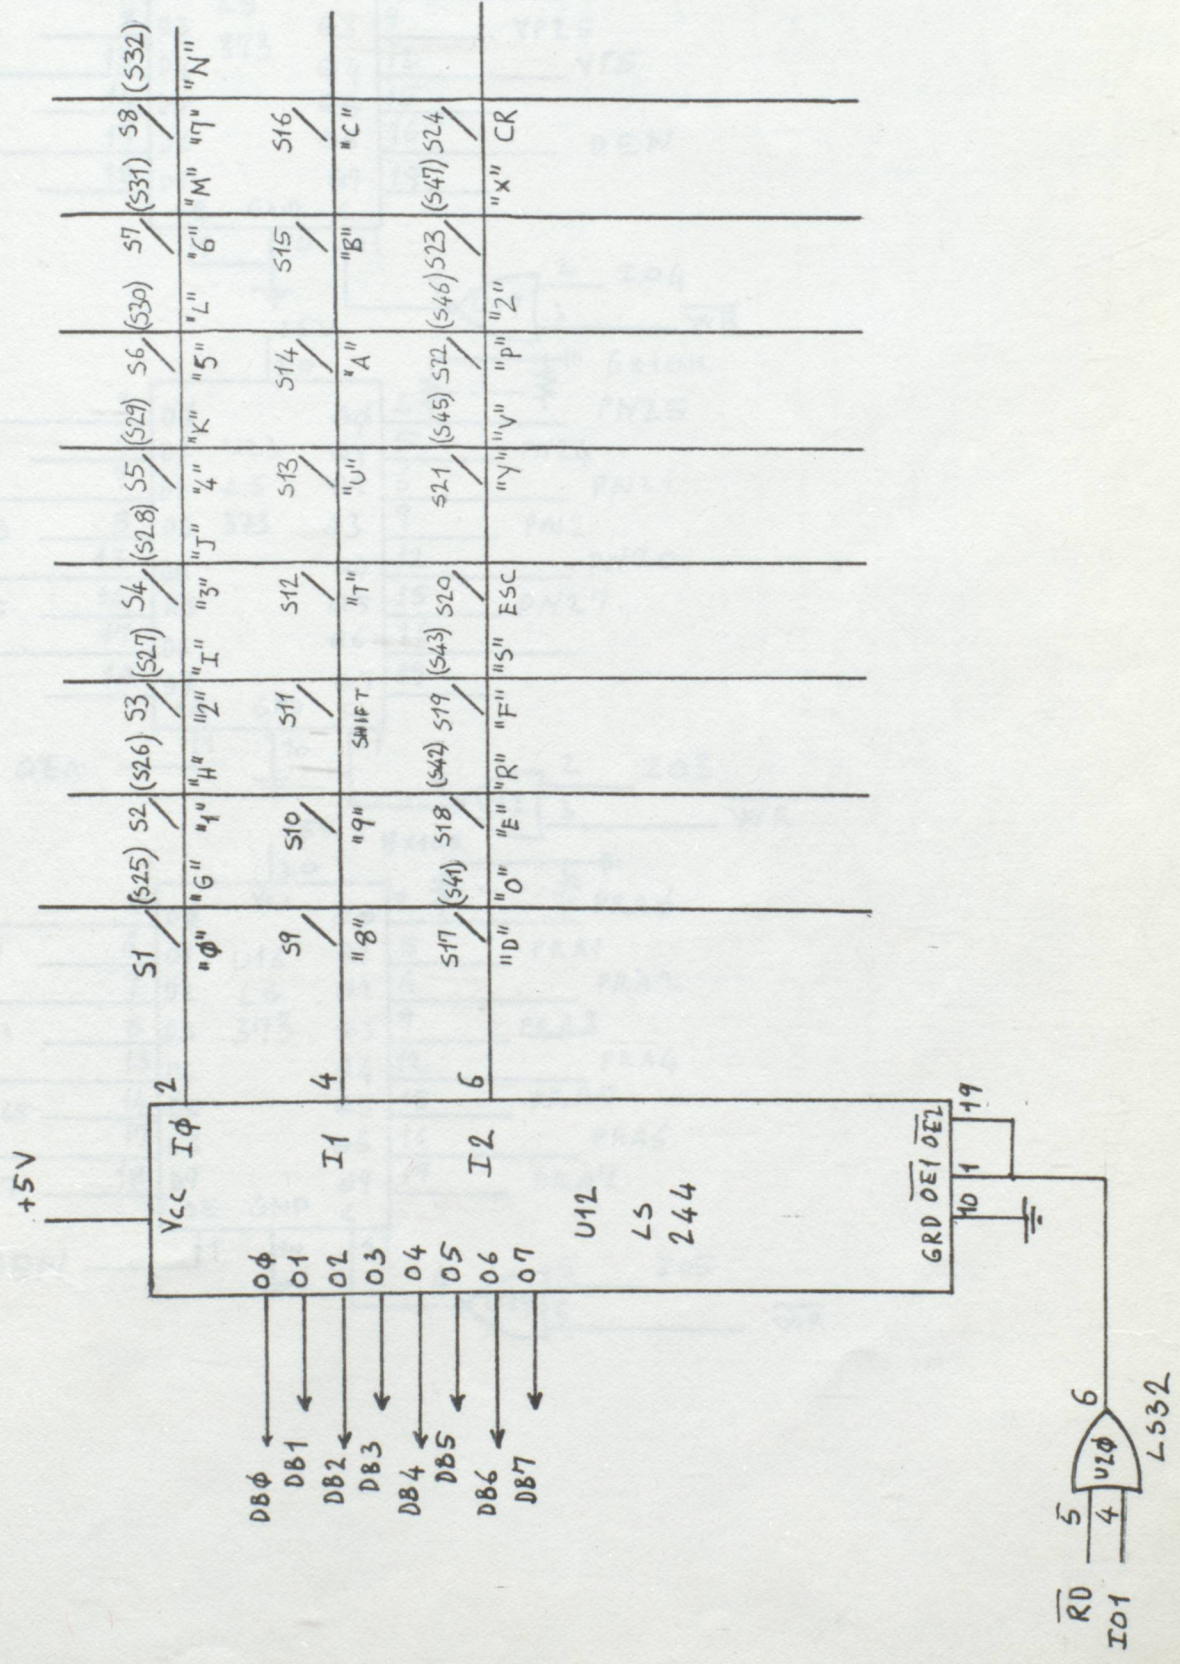 +5V
Vcc
Iφ 2
S1 (S25) S2 (S26) S3 (S27) S4 (S28) S5 (S29) S6 (S30) S7 (S31) S8 (S32)
"φ" "G" "1" "H" "2" "I" "3" "J" "4" "K" "5" "L" "6" "M" "7" "N"
I1 4
S9 S10 S11 S12 S13 S14 S15 S16
"8" "9" SHIFT "T" "U" "A" "B" "C"
I2 6
S17 (S41) S18 (S42) S19 (S43) S20 S21 (S45) S22 (S46) S23 (S47) S24
"D" "O" "E" "R" "F" "S" ESC "Y" "V" "P" "Z" "X" CR
DBφ Oφ
DB1 O1
DB2 O2
DB3 O3
DB4 O4
DB5 O5
DB6 O6
DB7 O7
U12
LS
244
GRD OE1 OE2
10 1 19
RD 5
IO1 4
U2φ 6
LS32